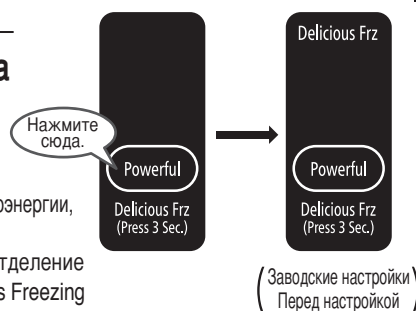 а
Нажмите
сюда.
Powerful
Delicious Frz
(Press 3 Sec.)
Delicious Frz
Powerful
Delicious Frz
(Press 3 Sec.)
(Заводские настройки
Перед настройкой)
энергии,
отделение
Freezing